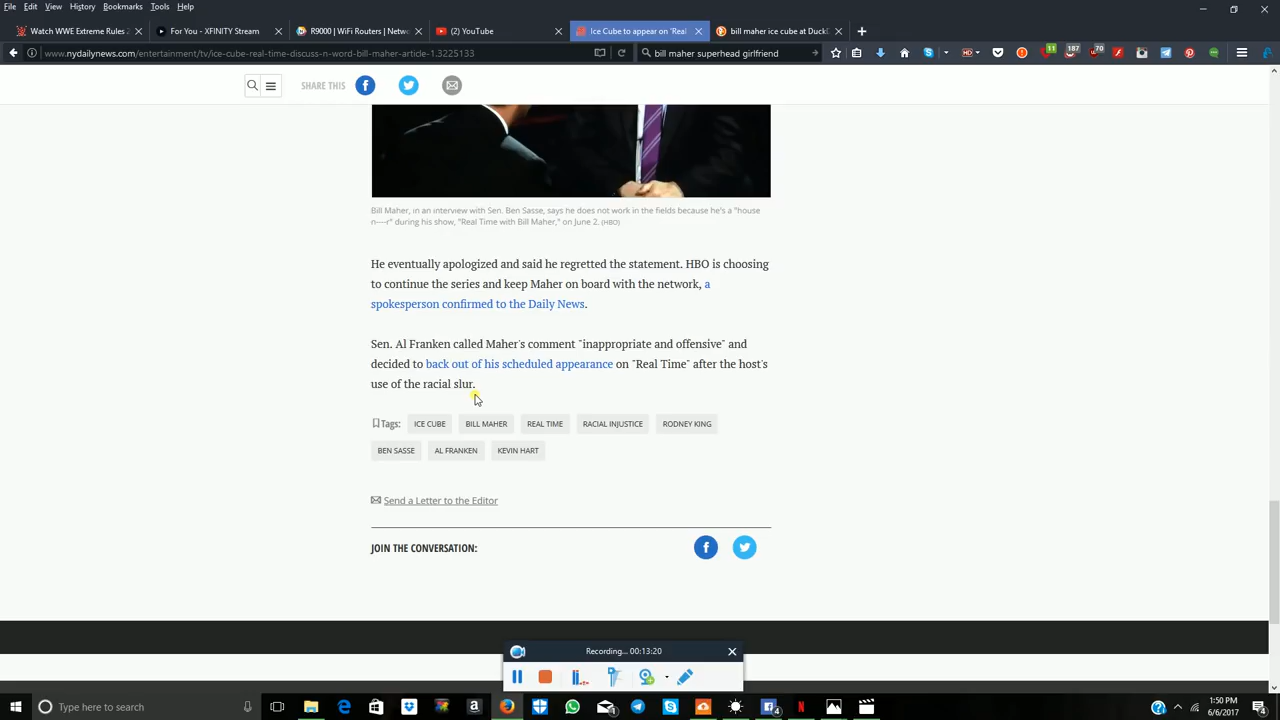 File Edit View History Bookmarks Tools Help
Watch WWE Extreme Rules 2
For You - XFINITY Stream
R9000 | WiFi Routers | Netw
(2) YouTube
Ice Cube to appear on 'Real
bill maher ice cube at Duck
www.nydailynews.com/entertainment/tv/ice-cube-real-time-discuss-n-word-bill-maher-article-1.3225133
bill maher superhead girlfriend
HD
11
187
70
SHARE THIS
Bill Maher, in an interview with Sen. Ben Sasse, says he does not work in the fields because he's a "house
n---r" during his show, "Real Time with Bill Maher," on June 2. (HBO)
He eventually apologized and said he regretted the statement. HBO is choosing
to continue the series and keep Maher on board with the network, a
spokesperson confirmed to the Daily News.
Sen. Al Franken called Maher's comment "inappropriate and offensive" and
decided to back out of his scheduled appearance on "Real Time" after the host's
use of the racial slur.
Tags: ICE CUBE BILL MAHER REAL TIME RACIAL INJUSTICE RODNEY KING
BEN SASSE AL FRANKEN KEVIN HART
Send a Letter to the Editor
JOIN THE CONVERSATION:
Recording... 00:13:20
Type here to search
1:50 PM
6/6/2017